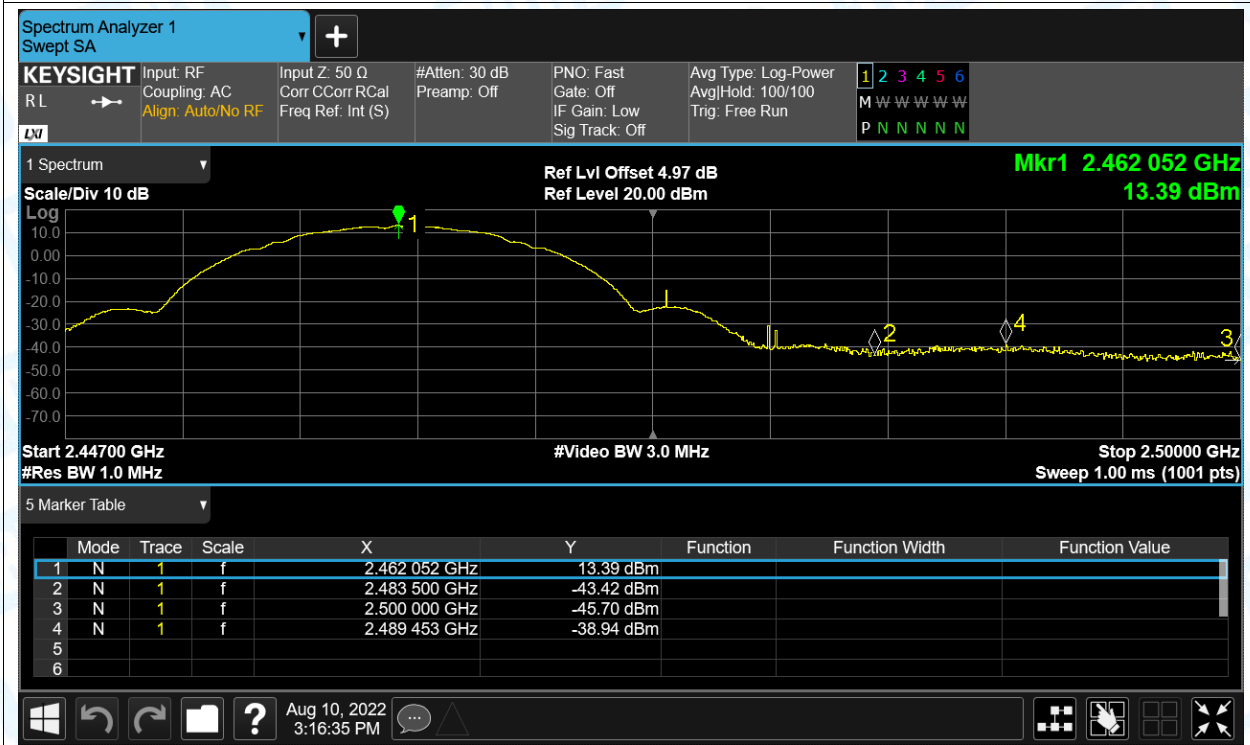 Spectrum Analyzer 1
Swept SA
KEYSIGHT
R L
LXI
Input: RF
Coupling: AC
Align: Auto/No RF
Input Z: 50 Ω
Corr CCorr RCal
Freq Ref: Int (S)
#Atten: 30 dB
Preamp: Off
PNO: Fast
Gate: Off
IF Gain: Low
Sig Track: Off
Avg Type: Log-Power
Avg|Hold: 100/100
Trig: Free Run
1 2 3 4 5 6
M W W W W W
P N N N N N
1 Spectrum
Scale/Div 10 dB
Ref Lvl Offset 4.97 dB
Ref Level 20.00 dBm
Mkr1 2.462 052 GHz
13.39 dBm
Log
10.0
0.00
-10.0
-20.0
-30.0
-40.0
-50.0
-60.0
-70.0
1
2
4
3
Start 2.44700 GHz
#Res BW 1.0 MHz
#Video BW 3.0 MHz
Stop 2.50000 GHz
Sweep 1.00 ms (1001 pts)
5 Marker Table
Mode Trace Scale X Y Function Function Width Function Value
1 N 1 f 2.462 052 GHz 13.39 dBm
2 N 1 f 2.483 500 GHz -43.42 dBm
3 N 1 f 2.500 000 GHz -45.70 dBm
4 N 1 f 2.489 453 GHz -38.94 dBm
5
6
?
Aug 10, 2022
3:16:35 PM